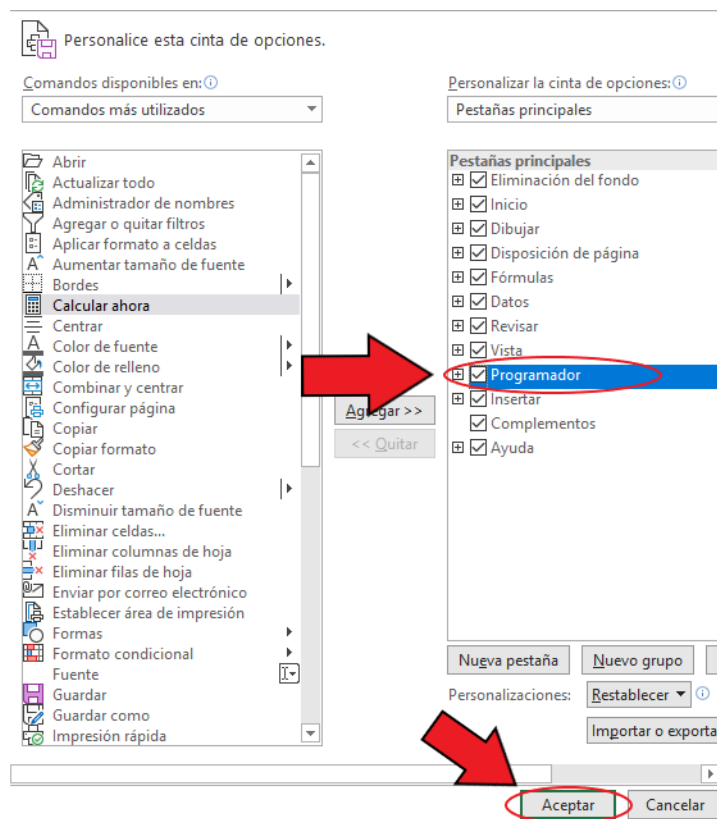 Personalice esta cinta de opciones.
Comandos disponibles en:
Comandos más utilizados
Abrir
Actualizar todo
Administrador de nombres
Agregar o quitar filtros
Aplicar formato a celdas
Aumentar tamaño de fuente
Bordes
Calcular ahora
Centrar
Color de fuente
Color de relleno
Combinar y centrar
Configurar página
Copiar
Copiar formato
Cortar
Deshacer
Disminuir tamaño de fuente
Eliminar celdas...
Eliminar columnas de hoja
Eliminar filas de hoja
Enviar por correo electrónico
Establecer área de impresión
Formas
Formato condicional
Fuente
Guardar
Guardar como
Impresión rápida
Agregar >>
<< Quitar
Personalizar la cinta de opciones:
Pestañas principales
Pestañas principales
Eliminación del fondo
Inicio
Dibujar
Disposición de página
Fórmulas
Datos
Revisar
Vista
Programador
Insertar
Complementos
Ayuda
Nueva pestaña
Nuevo grupo
Personalizaciones:
Restablecer
Importar o exporta
Aceptar
Cancelar